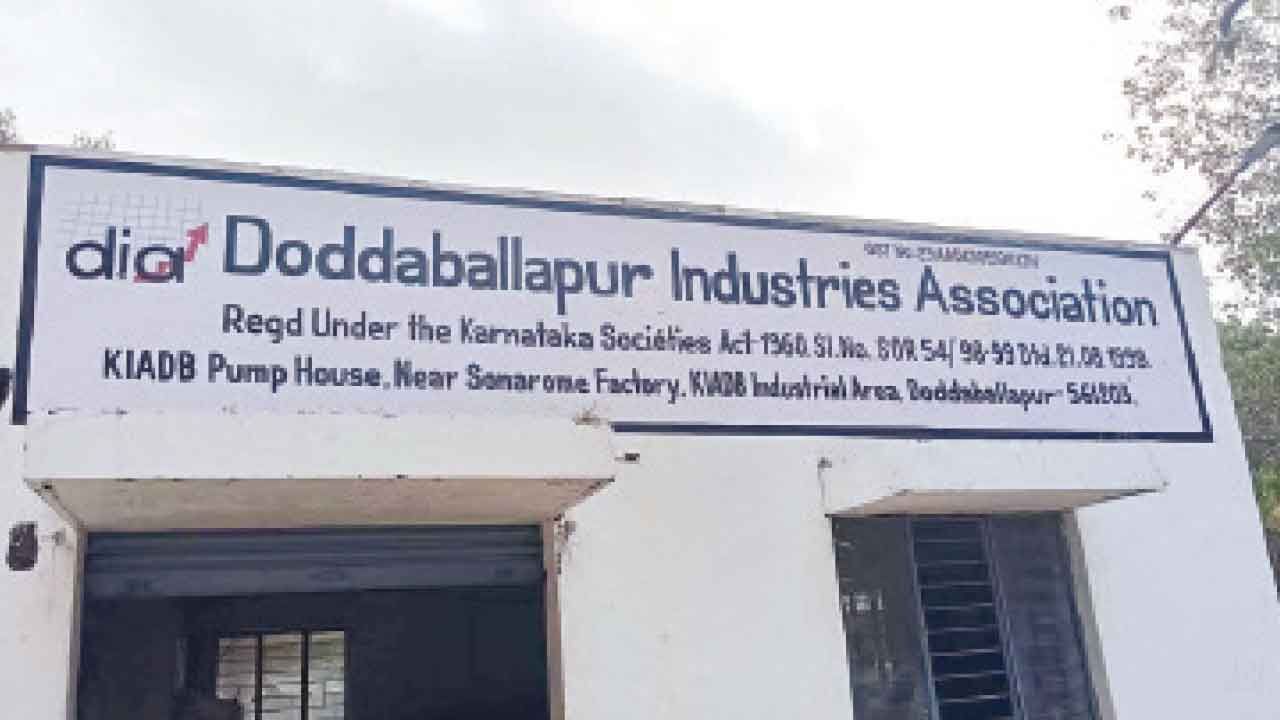 dia Doddaballapur Industries Association
Regd Under the Karnataka Societies Act 1960. Sl.No. SOR 54/ 98-99 Dtd. 21.08.1998.
KIADB Pump House, Near Sonarome Factory, KIADB Industrial Area, Doddaballapur- 561203.